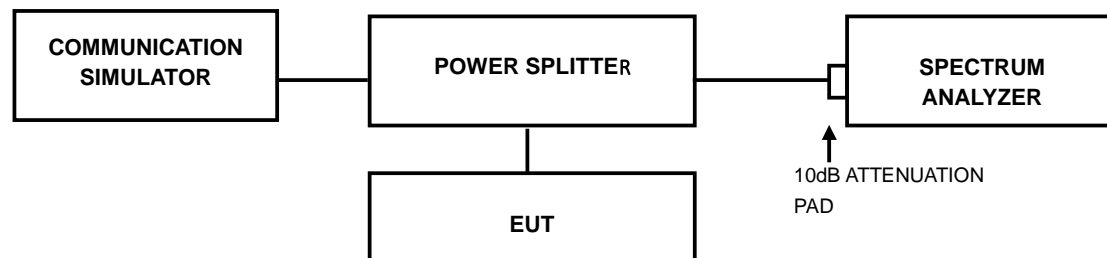 COMMUNICATION
SIMULATOR
POWER SPLITTER
SPECTRUM
ANALYZER
10dB ATTENUATION
PAD
EUT